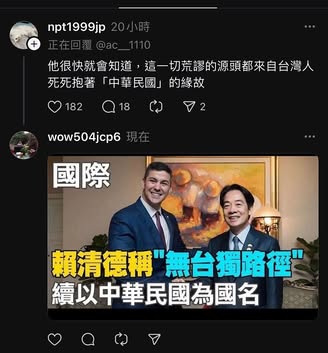 npt1999jp 20小時
正在回覆 @ac__1110
他很快就會知道，這一切荒謬的源頭都來自台灣人
死死抱著「中華民國」的緣故
182 18 2
wow504jcp6 現在
國際
賴清德稱"無台獨路徑"
續以中華民國為國名